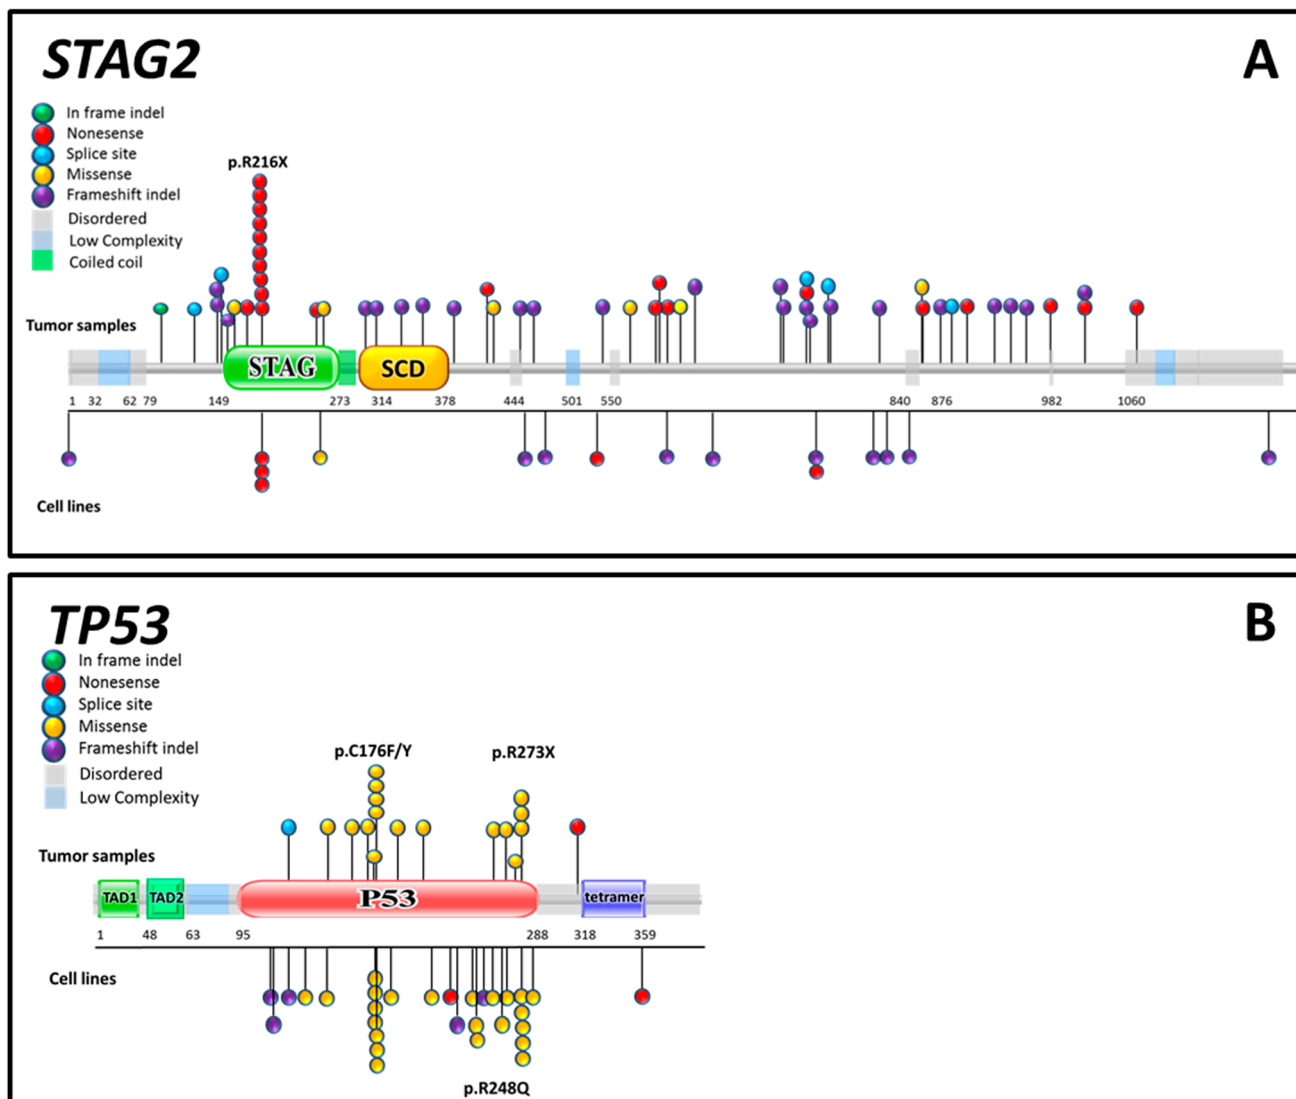 STAG2
A
In frame indel
Nonesense
Splice site
Missense
Frameshift indel
Disordered
Low Complexity
Coiled coil
p.R216X
Tumor samples
STAG
SCD
1 32 62 79 149 273 314 378 444 501 550 840 876 982 1060
Cell lines
TP53
B
In frame indel
Nonesense
Splice site
Missense
Frameshift indel
Disordered
Low Complexity
p.C176F/Y
p.R273X
Tumor samples
TAD1 TAD2 P53 tetramer
1 48 63 95 288 318 359
Cell lines
p.R248Q